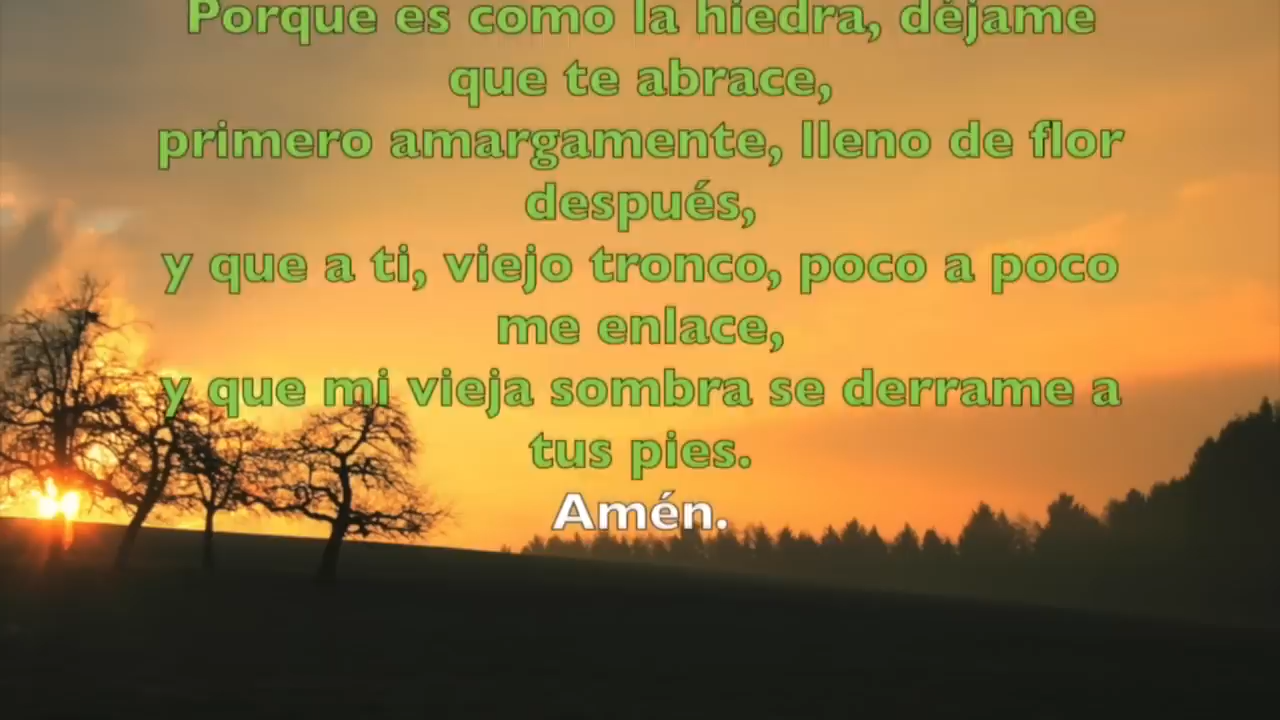 Porque es como la hiedra, déjame
que te abrace,
primero amargamente, lleno de flor
después,
y que a ti, viejo tronco, poco a poco
me enlace,
y que mi vieja sombra se derrame a
tus pies.
Amén.